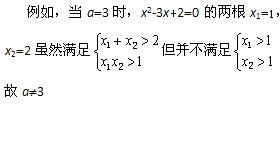 例如，当 a=3 时，x²-3x+2=0 的两根 x₁=1，
x₂=2 虽然满足 { x₁+x₂>2 x₁x₂>1 但并不满足 { x₁>1 x₂>1
故 a≠3